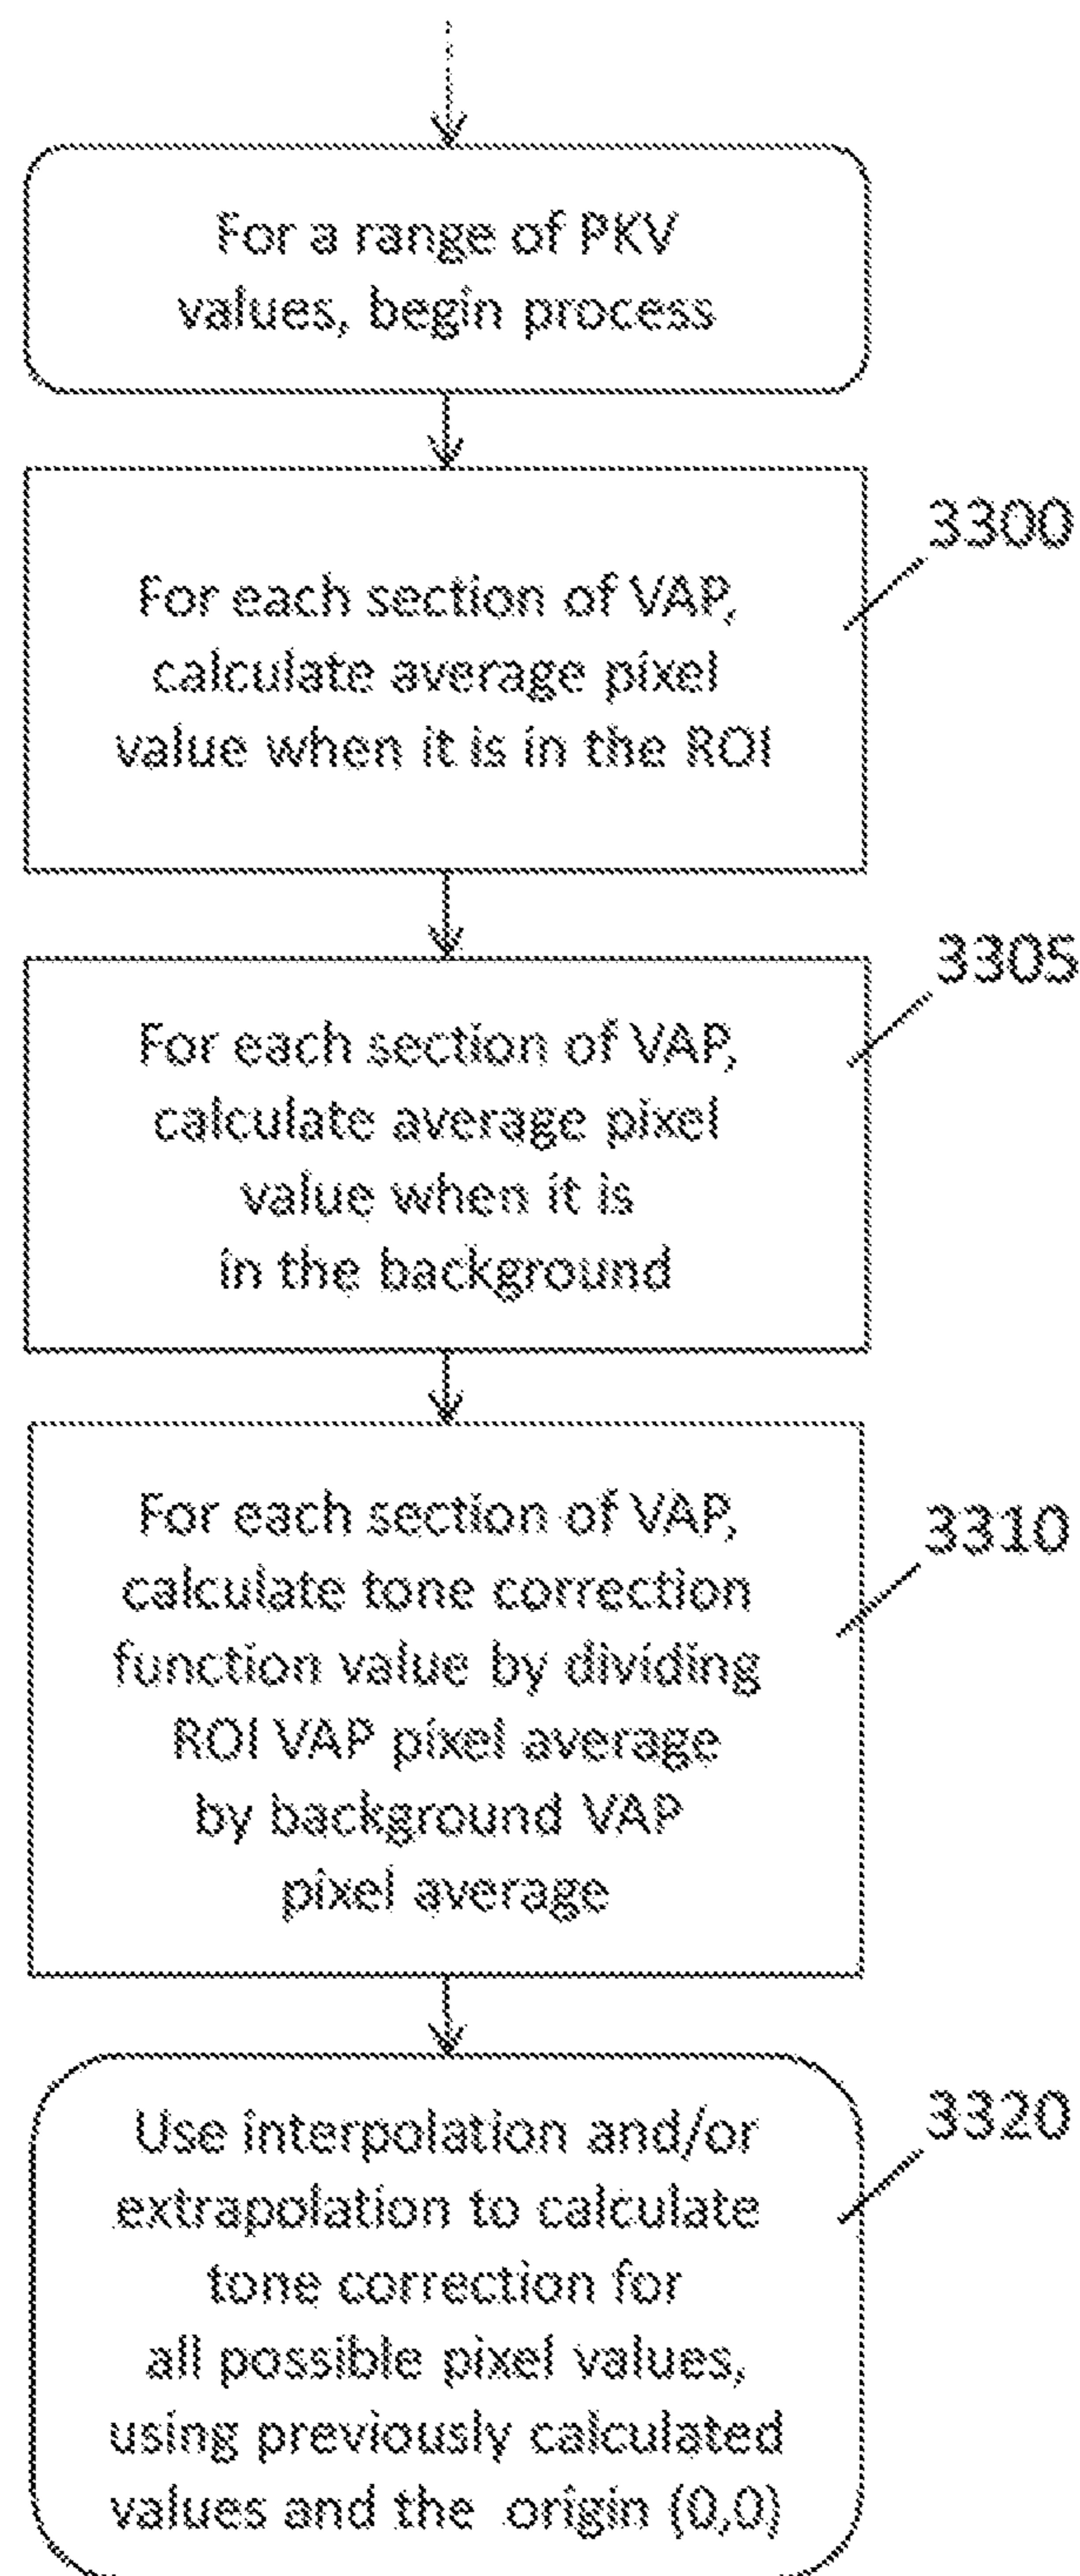 For a range of PKV
values, begin process
3300
For each section of VAP,
calculate average pixel
value when it is in the ROI
3305
For each section of VAP,
calculate average pixel
value when it is
in the background
3310
For each section of VAP,
calculate tone correction
function value by dividing
ROI VAP pixel average
by background VAP
pixel average
3320
Use interpolation and/or
extrapolation to calculate
tone correction for
all possible pixel values,
using previously calculated
values and the origin (0,0)